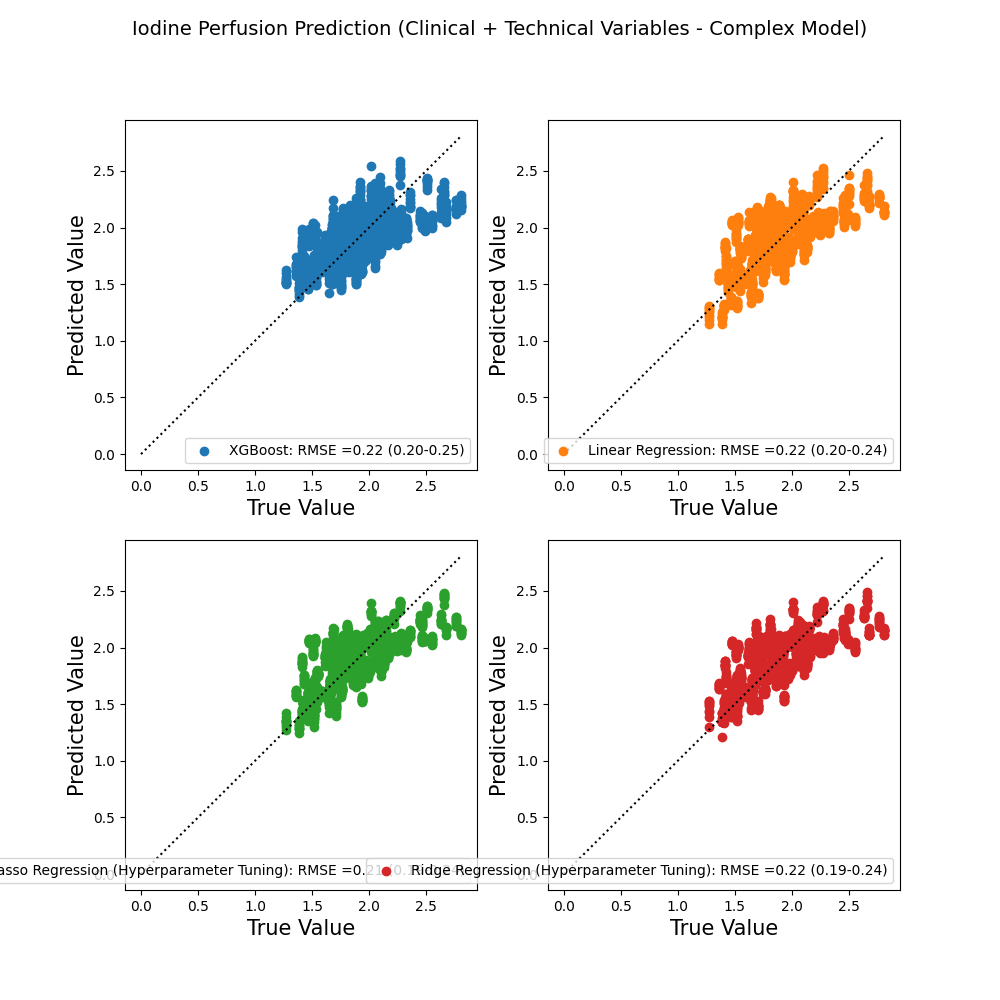 Iodine Perfusion Prediction (Clinical + Technical Variables - Complex Model)
Predicted Value
2.5
2.0
1.5
1.0
0.5
0.0
XGBoost: RMSE =0.22 (0.20-0.25)
0.0 0.5 1.0 1.5 2.0 2.5
True Value
Predicted Value
2.5
2.0
1.5
1.0
0.5
0.0
Linear Regression: RMSE =0.22 (0.20-0.24)
0.0 0.5 1.0 1.5 2.0 2.5
True Value
Predicted Value
2.5
2.0
1.5
1.0
0.5
0.0
Regression (Hyperparameter Tuning): RMSE =0.21
0.0 0.5 1.0 1.5 2.0 2.5
True Value
Predicted Value
2.5
2.0
1.5
1.0
0.5
0.0
Ridge Regression (Hyperparameter Tuning): RMSE =0.22 (0.19-0.24)
0.0 0.5 1.0 1.5 2.0 2.5
True Value